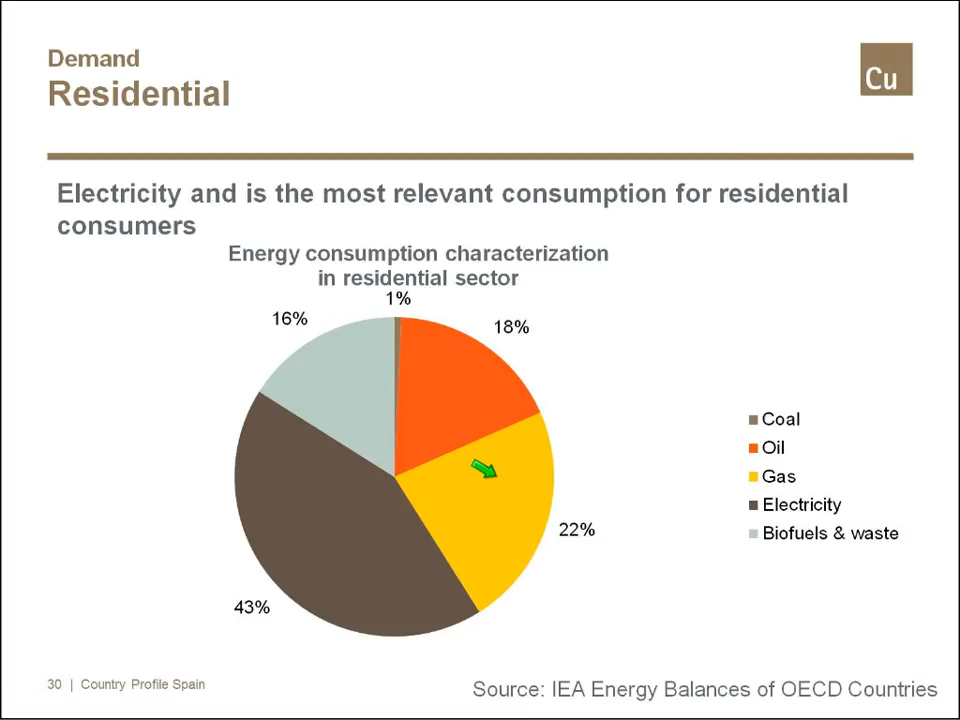 Demand
Residential
Cu
Electricity and is the most relevant consumption for residential
consumers
Energy consumption characterization
in residential sector
1%
16%
18%
22%
43%
Coal
Oil
Gas
Electricity
Biofuels & waste
30 | Country Profile Spain
Source: IEA Energy Balances of OECD Countries